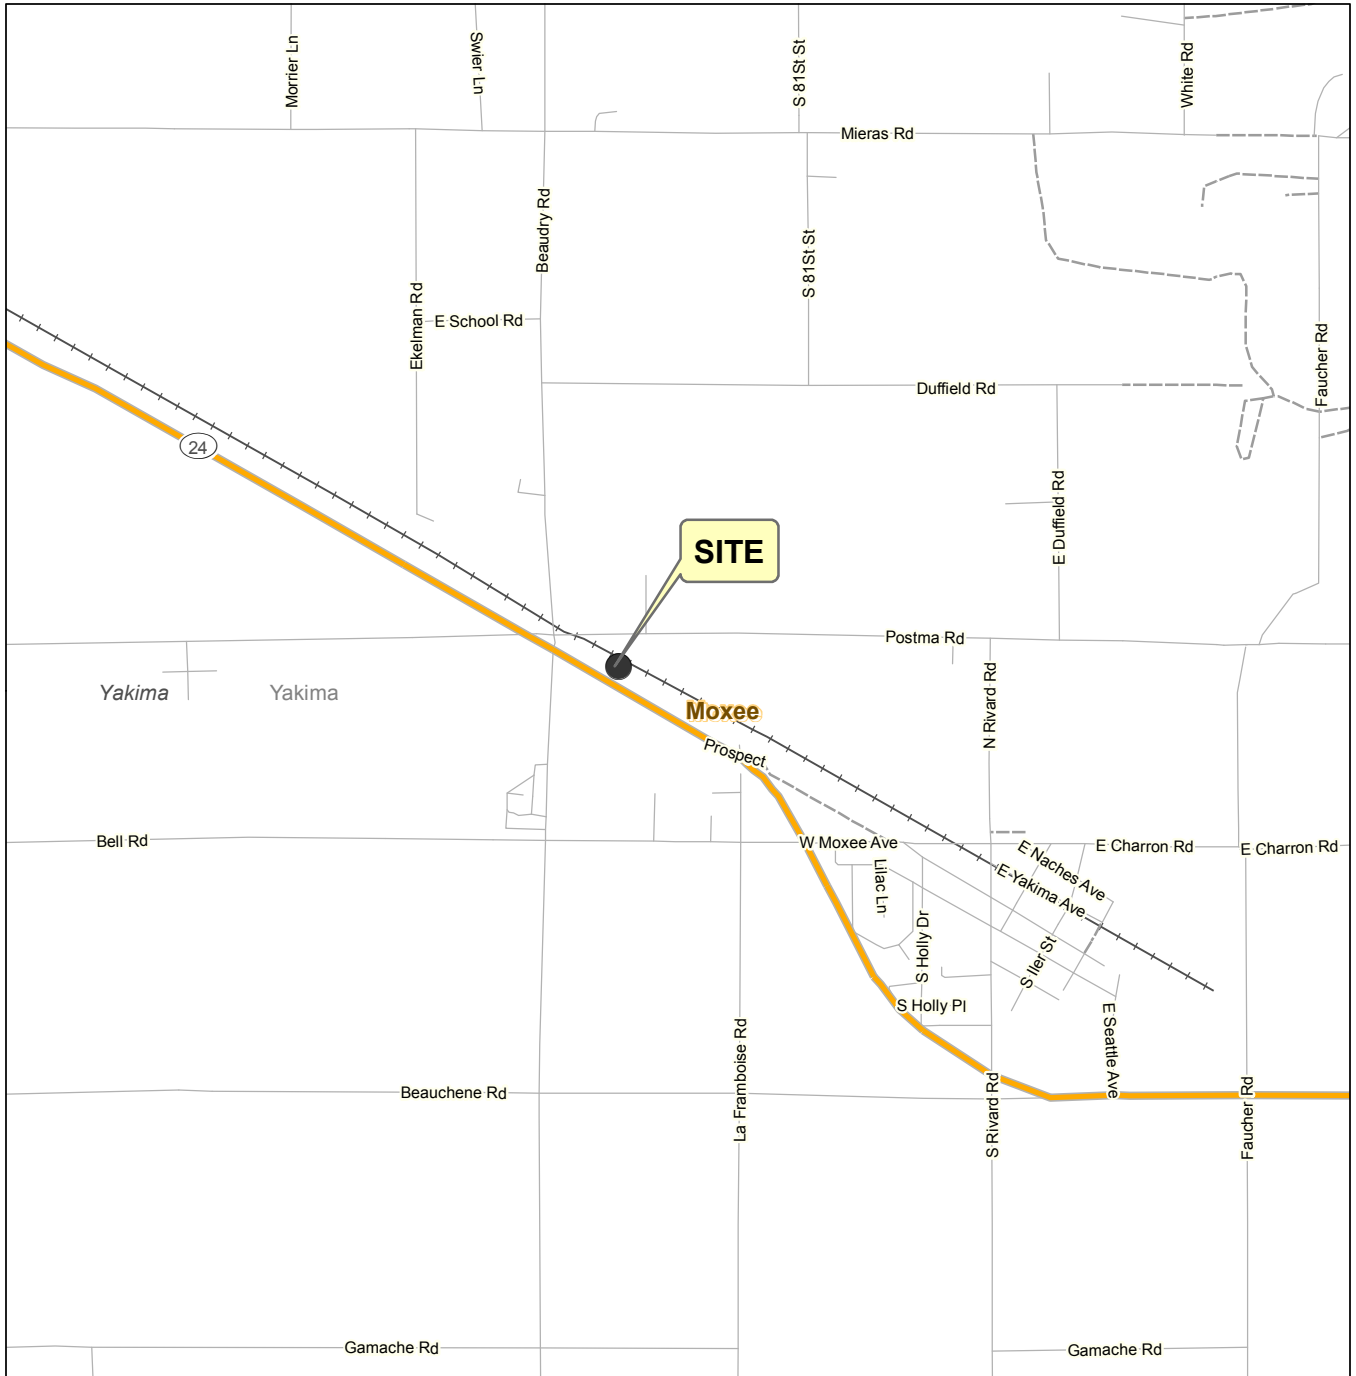 Morrier Ln
Swier Ln
S 81St St
White Rd
Mieras Rd
Beaudry Rd
S 81St St
Ekelman Rd
E School Rd
Faucher Rd
Duffield Rd
24
E Duffield Rd
SITE
Postma Rd
Yakima
Yakima
N Rivard Rd
Moxee
Prospect
Bell Rd
W Moxee Ave
E Charron Rd
E Charron Rd
E Naches Ave
Lilac Ln
E Yakima Ave
S Holly Dr
S Iler St
S Holly Pl
E Seattle Ave
La Framboise Rd
Beauchene Rd
S Rivard Rd
Faucher Rd
Gamache Rd
Gamache Rd